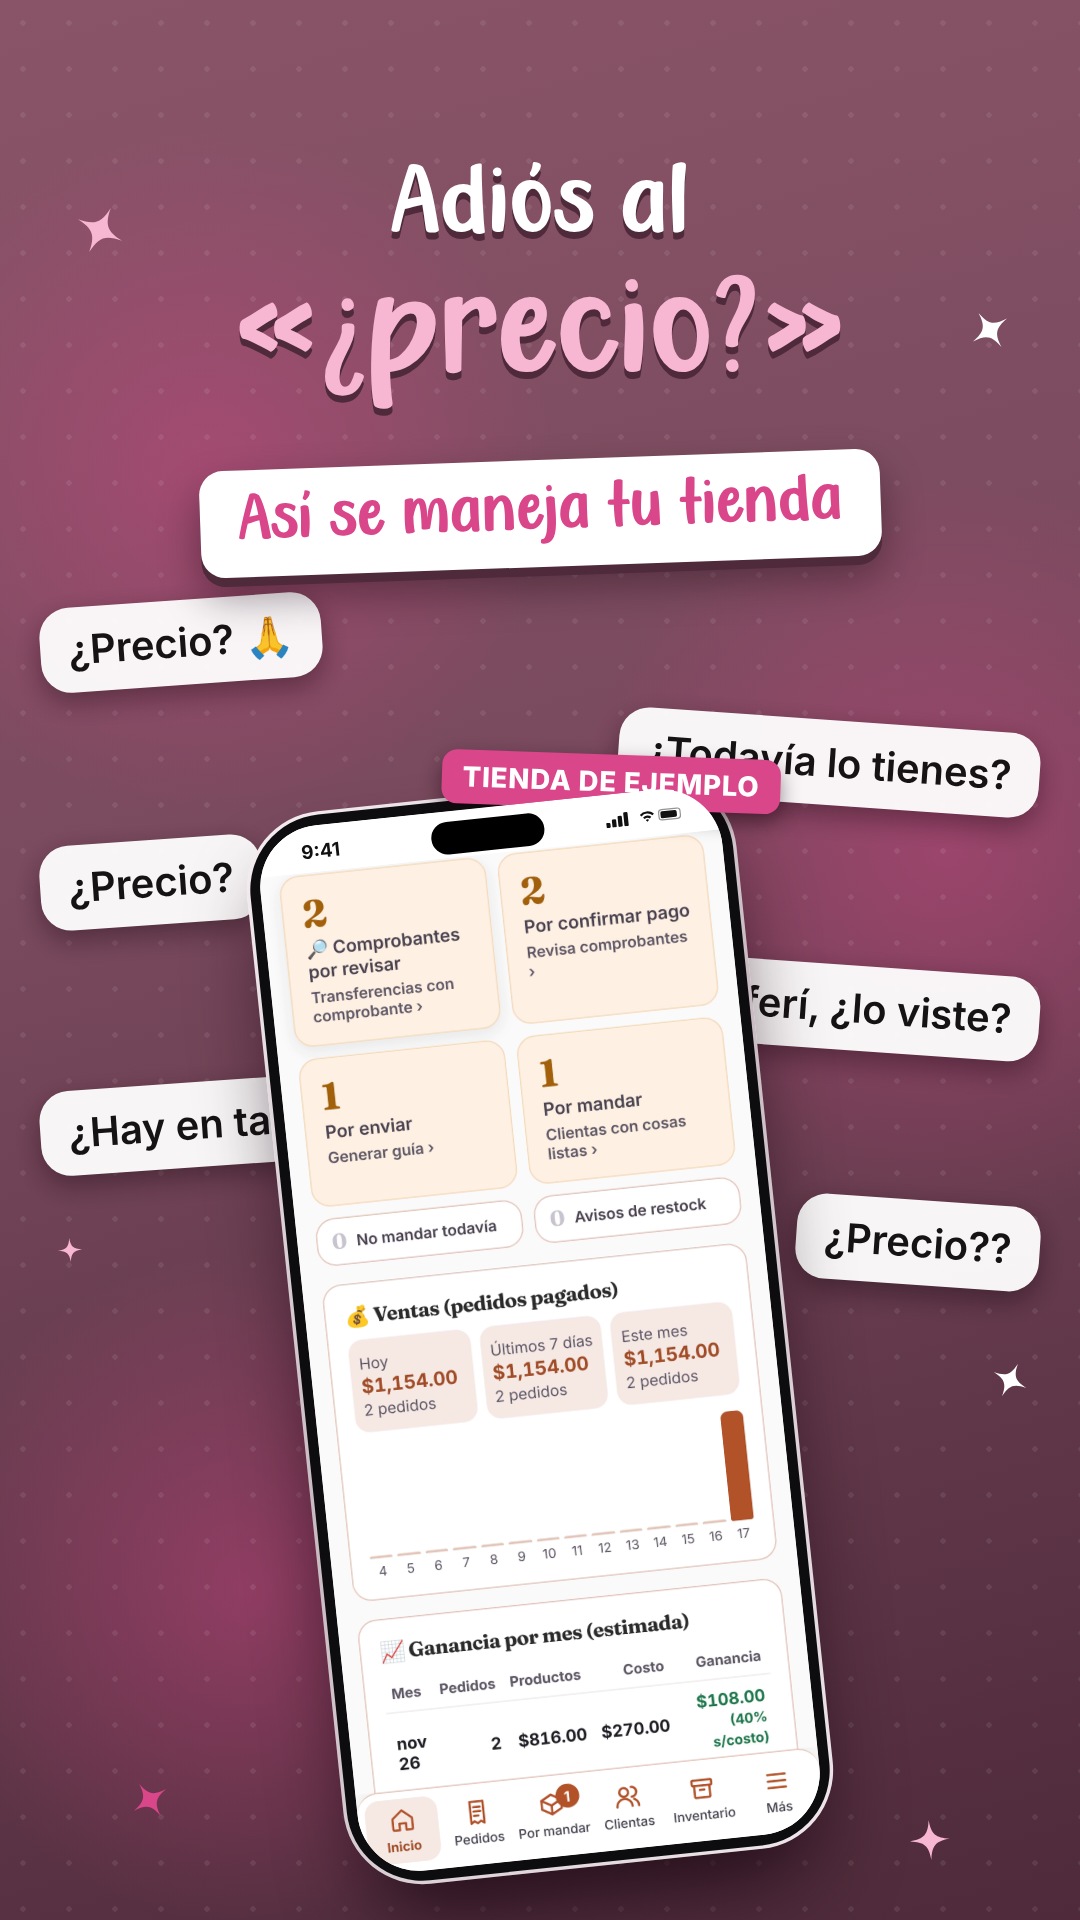 Adiós al
«¿precio?»
Así se maneja tu tienda
¿Precio? 🙏
¿Todavía lo tienes?
TIENDA DE EJEMPLO
9:41
¿Precio?
2
🔎 Comprobantes
por revisar
Transferencias con
comprobante ›
2
Por confirmar pago
Revisa comprobantes
›
ferí, ¿lo viste?
¿Hay en ta
1
Por enviar
Generar guía ›
1
Por mandar
Clientas con cosas
listas ›
0 No mandar todavía
0 Avisos de restock
¿Precio??
💰 Ventas (pedidos pagados)
Hoy
$1,154.00
2 pedidos
Últimos 7 días
$1,154.00
2 pedidos
Este mes
$1,154.00
2 pedidos
4 5 6 7 8 9 10 11 12 13 14 15 16 17
📈 Ganancia por mes (estimada)
Mes Pedidos Productos Costo Ganancia
nov
26
2 $816.00 $270.00
$108.00
(40%
s/costo)
1
Inicio Pedidos Por mandar Clientas Inventario Más